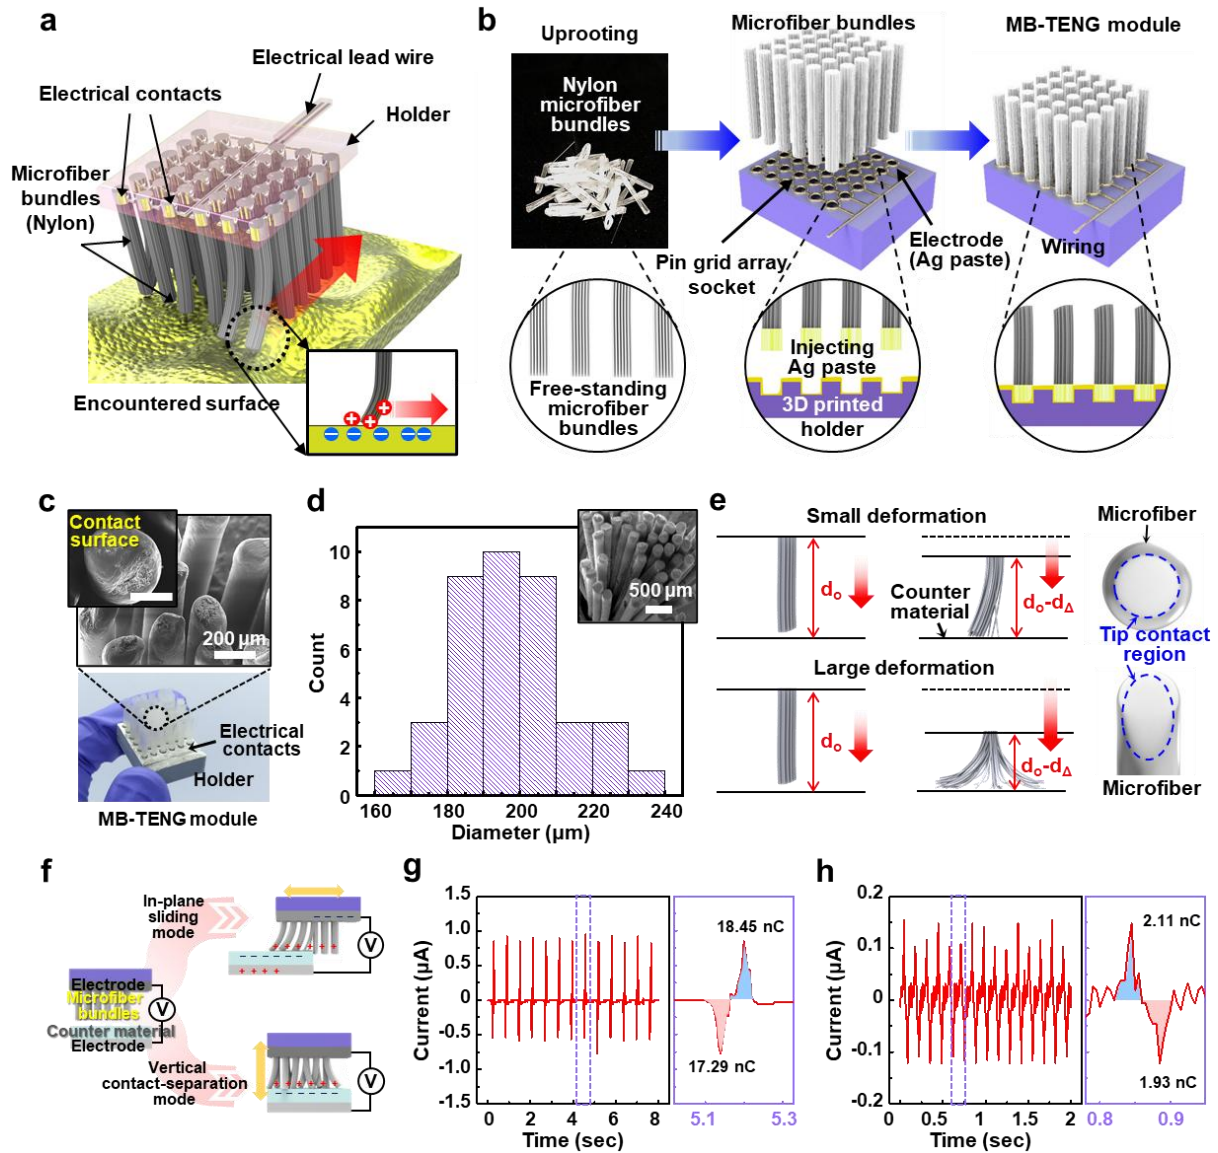 a
Electrical lead wire
Electrical contacts
Holder
Microfiber
bundles
(Nylon)
Encountered surface
b
Uprooting
Microfiber bundles
MB-TENG module
Nylon
microfiber
bundles
Electrode
(Ag paste)
Wiring
Pin grid array
socket
Free-standing
microfiber
bundles
Injecting
Ag paste
3D printed
holder
c
Contact
surface
200 µm
Electrical
contacts
Holder
MB-TENG module
d
500 µm
Count
10
8
6
4
2
0
160
180
200
220
240
Diameter (µm)
e
Small deformation
Microfiber
do
Counter
material
do-dΔ
Tip contact
region
Large deformation
do
do-dΔ
Microfiber
f
In-plane
sliding
mode
V
Electrode
Microfiber
bundles
V
Counter material
Electrode
Vertical
contact-separation
mode
V
g
Current (µA)
1.5
1.0
0.5
0.0
-0.5
-1.0
-1.5
0
2
4
6
8
Time (sec)
18.45 nC
17.29 nC
5.1
5.3
h
Current (µA)
0.2
0.1
0
-0.1
-0.2
0
0.5
1
1.5
2
Time (sec)
2.11 nC
1.93 nC
0.8
0.9